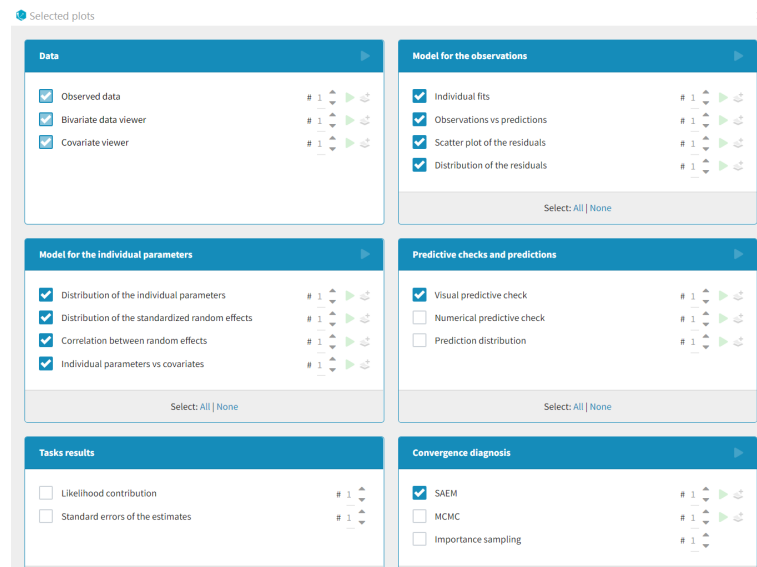 Selected plots
Data
Observed data # 1
Bivariate data viewer # 1
Covariate viewer # 1
Model for the observations
Individual fits # 1
Observations vs predictions # 1
Scatter plot of the residuals # 1
Distribution of the residuals # 1
Select: All | None
Model for the individual parameters
Distribution of the individual parameters # 1
Distribution of the standardized random effects # 1
Correlation between random effects # 1
Individual parameters vs covariates # 1
Select: All | None
Predictive checks and predictions
Visual predictive check # 1
Numerical predictive check # 1
Prediction distribution # 1
Select: All | None
Tasks results
Likelihood contribution # 1
Standard errors of the estimates # 1
Convergence diagnosis
SAEM # 1
MCMC # 1
Importance sampling # 1